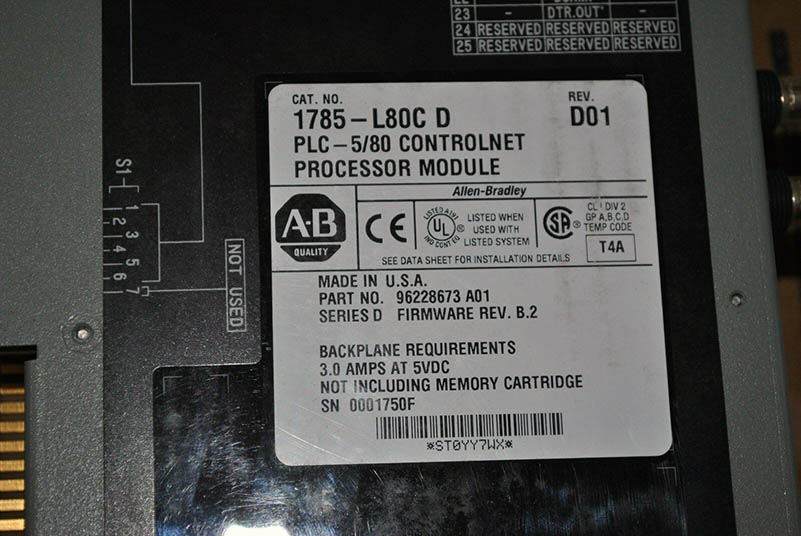 23 - DTR.OUT' -
24 RESERVED RESERVED RESERVED
25 RESERVED RESERVED RESERVED
CAT. NO.
REV.
1785-L80C D
D01
PLC-5/80 CONTROLNET
PROCESSOR MODULE
Allen-Bradley
A-B
QUALITY
CE
UL
LISTED WHEN
USED WITH
LISTED SYSTEM
SA
CL I DIV 2
GP A,B,C,D
TEMP CODE
T4A
SEE DATA SHEET FOR INSTALLATION DETAILS
MADE IN U.S.A.
PART NO. 96228673 A01
SERIES D FIRMWARE REV. B.2
BACKPLANE REQUIREMENTS
3.0 AMPS AT 5VDC
NOT INCLUDING MEMORY CARTRIDGE
SN 0001750F
*ST0YY7WX*
S1
1
2
3
4
5
6
7
NOT USED